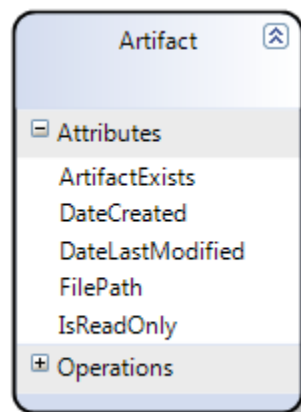 Artifact
Attributes
ArtifactExists
DateCreated
DateLastModified
FilePath
IsReadOnly
Operations